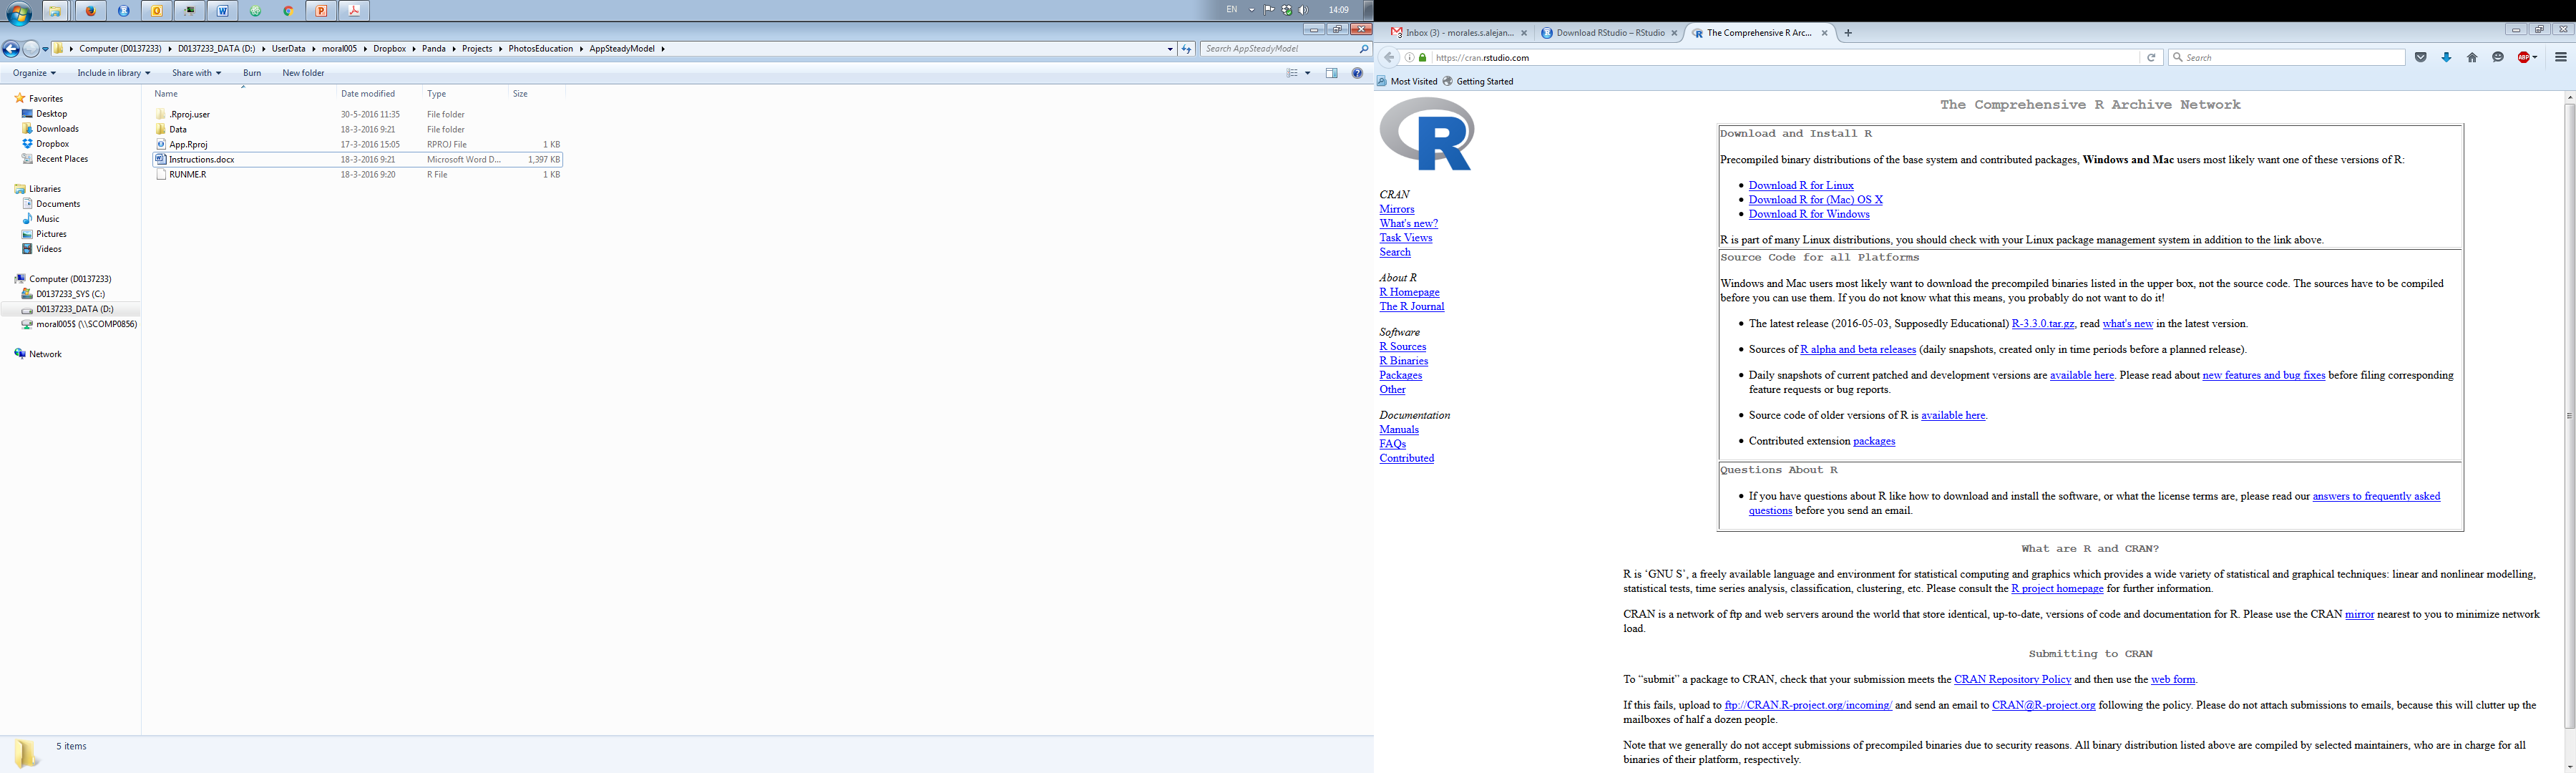 EN 14:09
Computer (D0137233) D0137233_DATA (D:) UserData moral005 Dropbox Panda Projects PhotosEducation AppSteadyModel Search AppSteadyModel
Organize Include in library Share with Burn New folder
Name Date modified Type Size
.Rproj.user 30-5-2016 11:35 File folder
Data 18-3-2016 9:21 File folder
App.Rproj 17-3-2016 15:05 RPROJ File 1 KB
Instructions.docx 18-3-2016 9:21 Microsoft Word D... 1,397 KB
RUNME.R 18-3-2016 9:20 R File 1 KB
Favorites
Desktop
Downloads
Dropbox
Recent Places
Libraries
Documents
Music
Pictures
Videos
Computer (D0137233)
D0137233_SYS (C:)
D0137233_DATA (D:)
moral005$ (\\SCOMP0856)
Network
5 items
Inbox (3) - morales.s.alejan... Download RStudio – RStudio The Comprehensive R Arc...
https://cran.rstudio.com Search
ABP
Most Visited Getting Started
R
CRAN
Mirrors
What's new?
Task Views
Search
About R
R Homepage
The R Journal
Software
R Sources
R Binaries
Packages
Other
Documentation
Manuals
FAQs
Contributed
The Comprehensive R Archive Network
Download and Install R
Precompiled binary distributions of the base system and contributed packages, Windows and Mac users most likely want one of these versions of R:
Download R for Linux
Download R for (Mac) OS X
Download R for Windows
R is part of many Linux distributions, you should check with your Linux package management system in addition to the link above.
Source Code for all Platforms
Windows and Mac users most likely want to download the precompiled binaries listed in the upper box, not the source code. The sources have to be compiled
before you can use them. If you do not know what this means, you probably do not want to do it!
The latest release (2016-05-03, Supposedly Educational) R-3.3.0.tar.gz, read what's new in the latest version.
Sources of R alpha and beta releases (daily snapshots, created only in time periods before a planned release).
Daily snapshots of current patched and development versions are available here. Please read about new features and bug fixes before filing corresponding
feature requests or bug reports.
Source code of older versions of R is available here.
Contributed extension packages
Questions About R
If you have questions about R like how to download and install the software, or what the license terms are, please read our answers to frequently asked
questions before you send an email.
What are R and CRAN?
R is ‘GNU S’, a freely available language and environment for statistical computing and graphics which provides a wide variety of statistical and graphical techniques: linear and nonlinear modelling,
statistical tests, time series analysis, classification, clustering, etc. Please consult the R project homepage for further information.
CRAN is a network of ftp and web servers around the world that store identical, up-to-date, versions of code and documentation for R. Please use the CRAN mirror nearest to you to minimize network
load.
Submitting to CRAN
To “submit” a package to CRAN, check that your submission meets the CRAN Repository Policy and then use the web form.
If this fails, upload to ftp://CRAN.R-project.org/incoming/ and send an email to CRAN@R-project.org following the policy. Please do not attach submissions to emails, because this will clutter up the
mailboxes of half a dozen people.
Note that we generally do not accept submissions of precompiled binaries due to security reasons. All binary distribution listed above are compiled by selected maintainers, who are in charge for all
binaries of their platform, respectively.